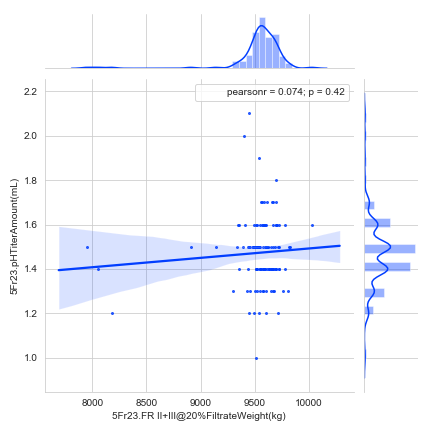 pearsonr = 0.074; p = 0.42
2.2
2.0
1.8
1.6
1.4
1.2
1.0
5Fr23.pHTiterAmount(mL)
8000 8500 9000 9500 10000
5Fr23.FR II+III@20%FiltrateWeight(kg)